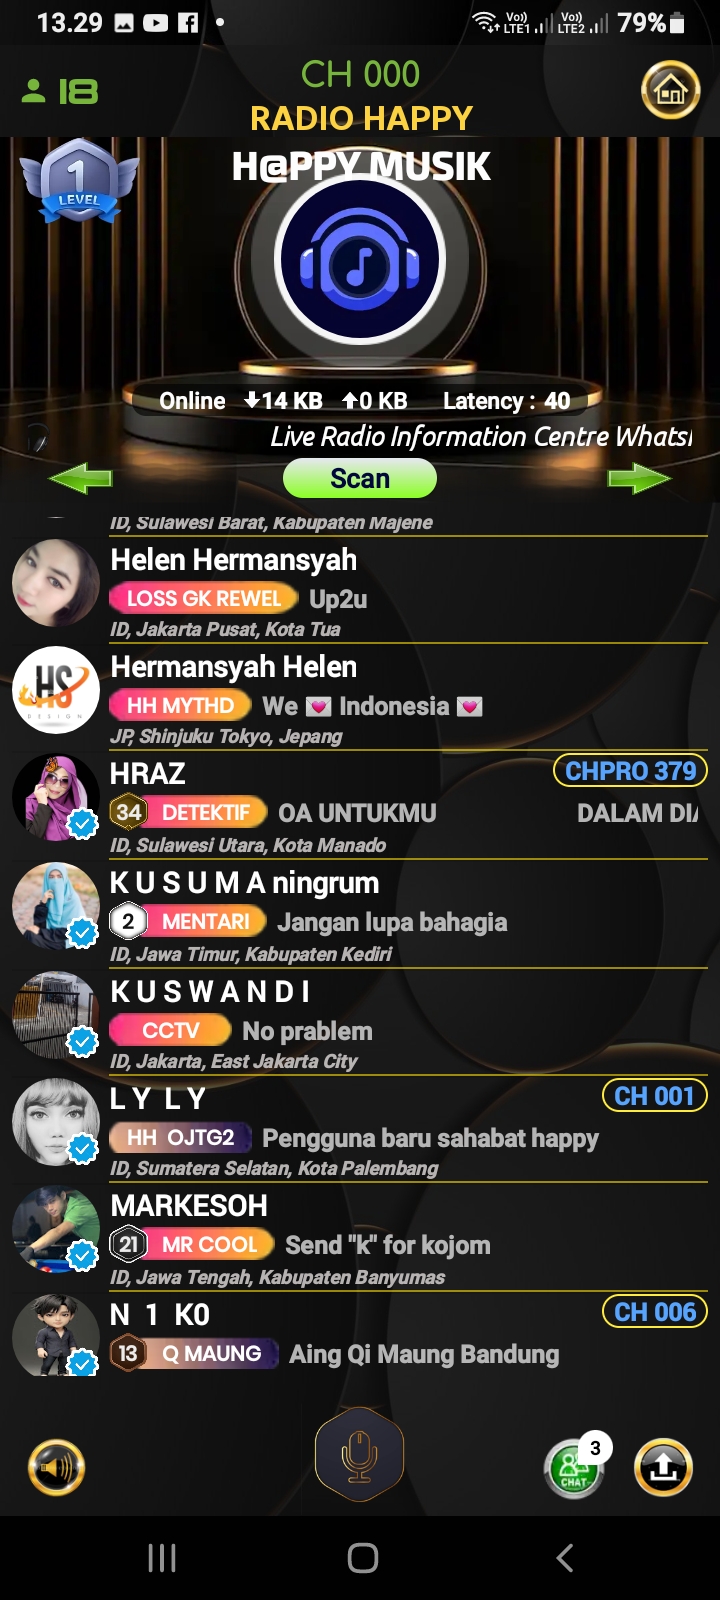 13.29
Vo)) LTE1 Vo)) LTE2 79%
CH 000
18
RADIO HAPPY
H@PPY MUSIK
1
LEVEL
Online 14 KB 0 KB Latency : 40
Live Radio Information Centre Whats
Scan
ID, Sulawesi Barat, Kabupaten Majene
Helen Hermansyah
LOSS GK REWEL Up2u
ID, Jakarta Pusat, Kota Tua
HS
DESIGN
Hermansyah Helen
HH MYTHD We 💌 Indonesia 💌
JP, Shinjuku Tokyo, Jepang
HRAZ CHPRO 379
34 DETEKTIF OA UNTUKMU DALAM DIA
ID, Sulawesi Utara, Kota Manado
K U S U M A ningrum
2 MENTARI Jangan lupa bahagia
ID, Jawa Timur, Kabupaten Kediri
K U S W A N D I
CCTV No prablem
ID, Jakarta, East Jakarta City
L Y L Y CH 001
HH OJTG2 Pengguna baru sahabat happy
ID, Sumatera Selatan, Kota Palembang
MARKESOH
21 MR COOL Send "k" for kojom
ID, Jawa Tengah, Kabupaten Banyumas
N 1 K0 CH 006
13 Q MAUNG Aing Qi Maung Bandung
3
CHAT